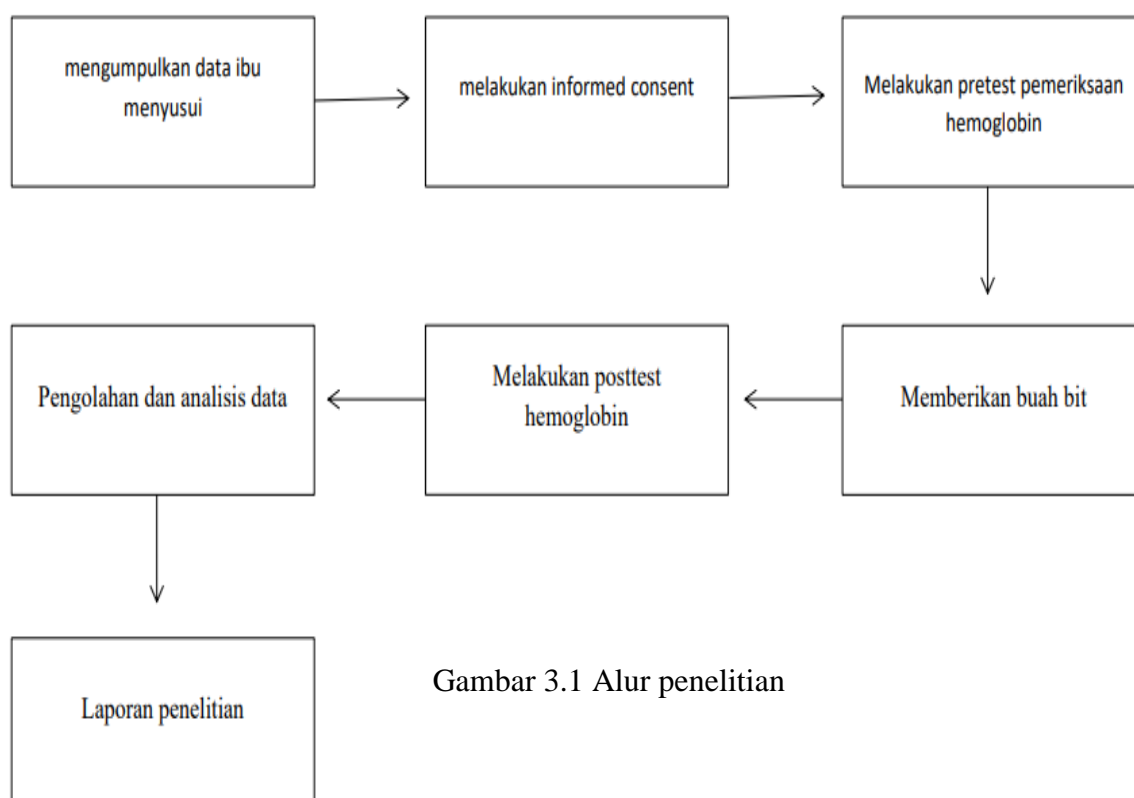 mengumpulkan data ibu
menyusui
melakukan informed consent
Melakukan pretest pemeriksaan
hemoglobin
Memberikan buah bit
Melakukan posttest
hemoglobin
Pengolahan dan analisis data
Laporan penelitian
Gambar 3.1 Alur penelitian